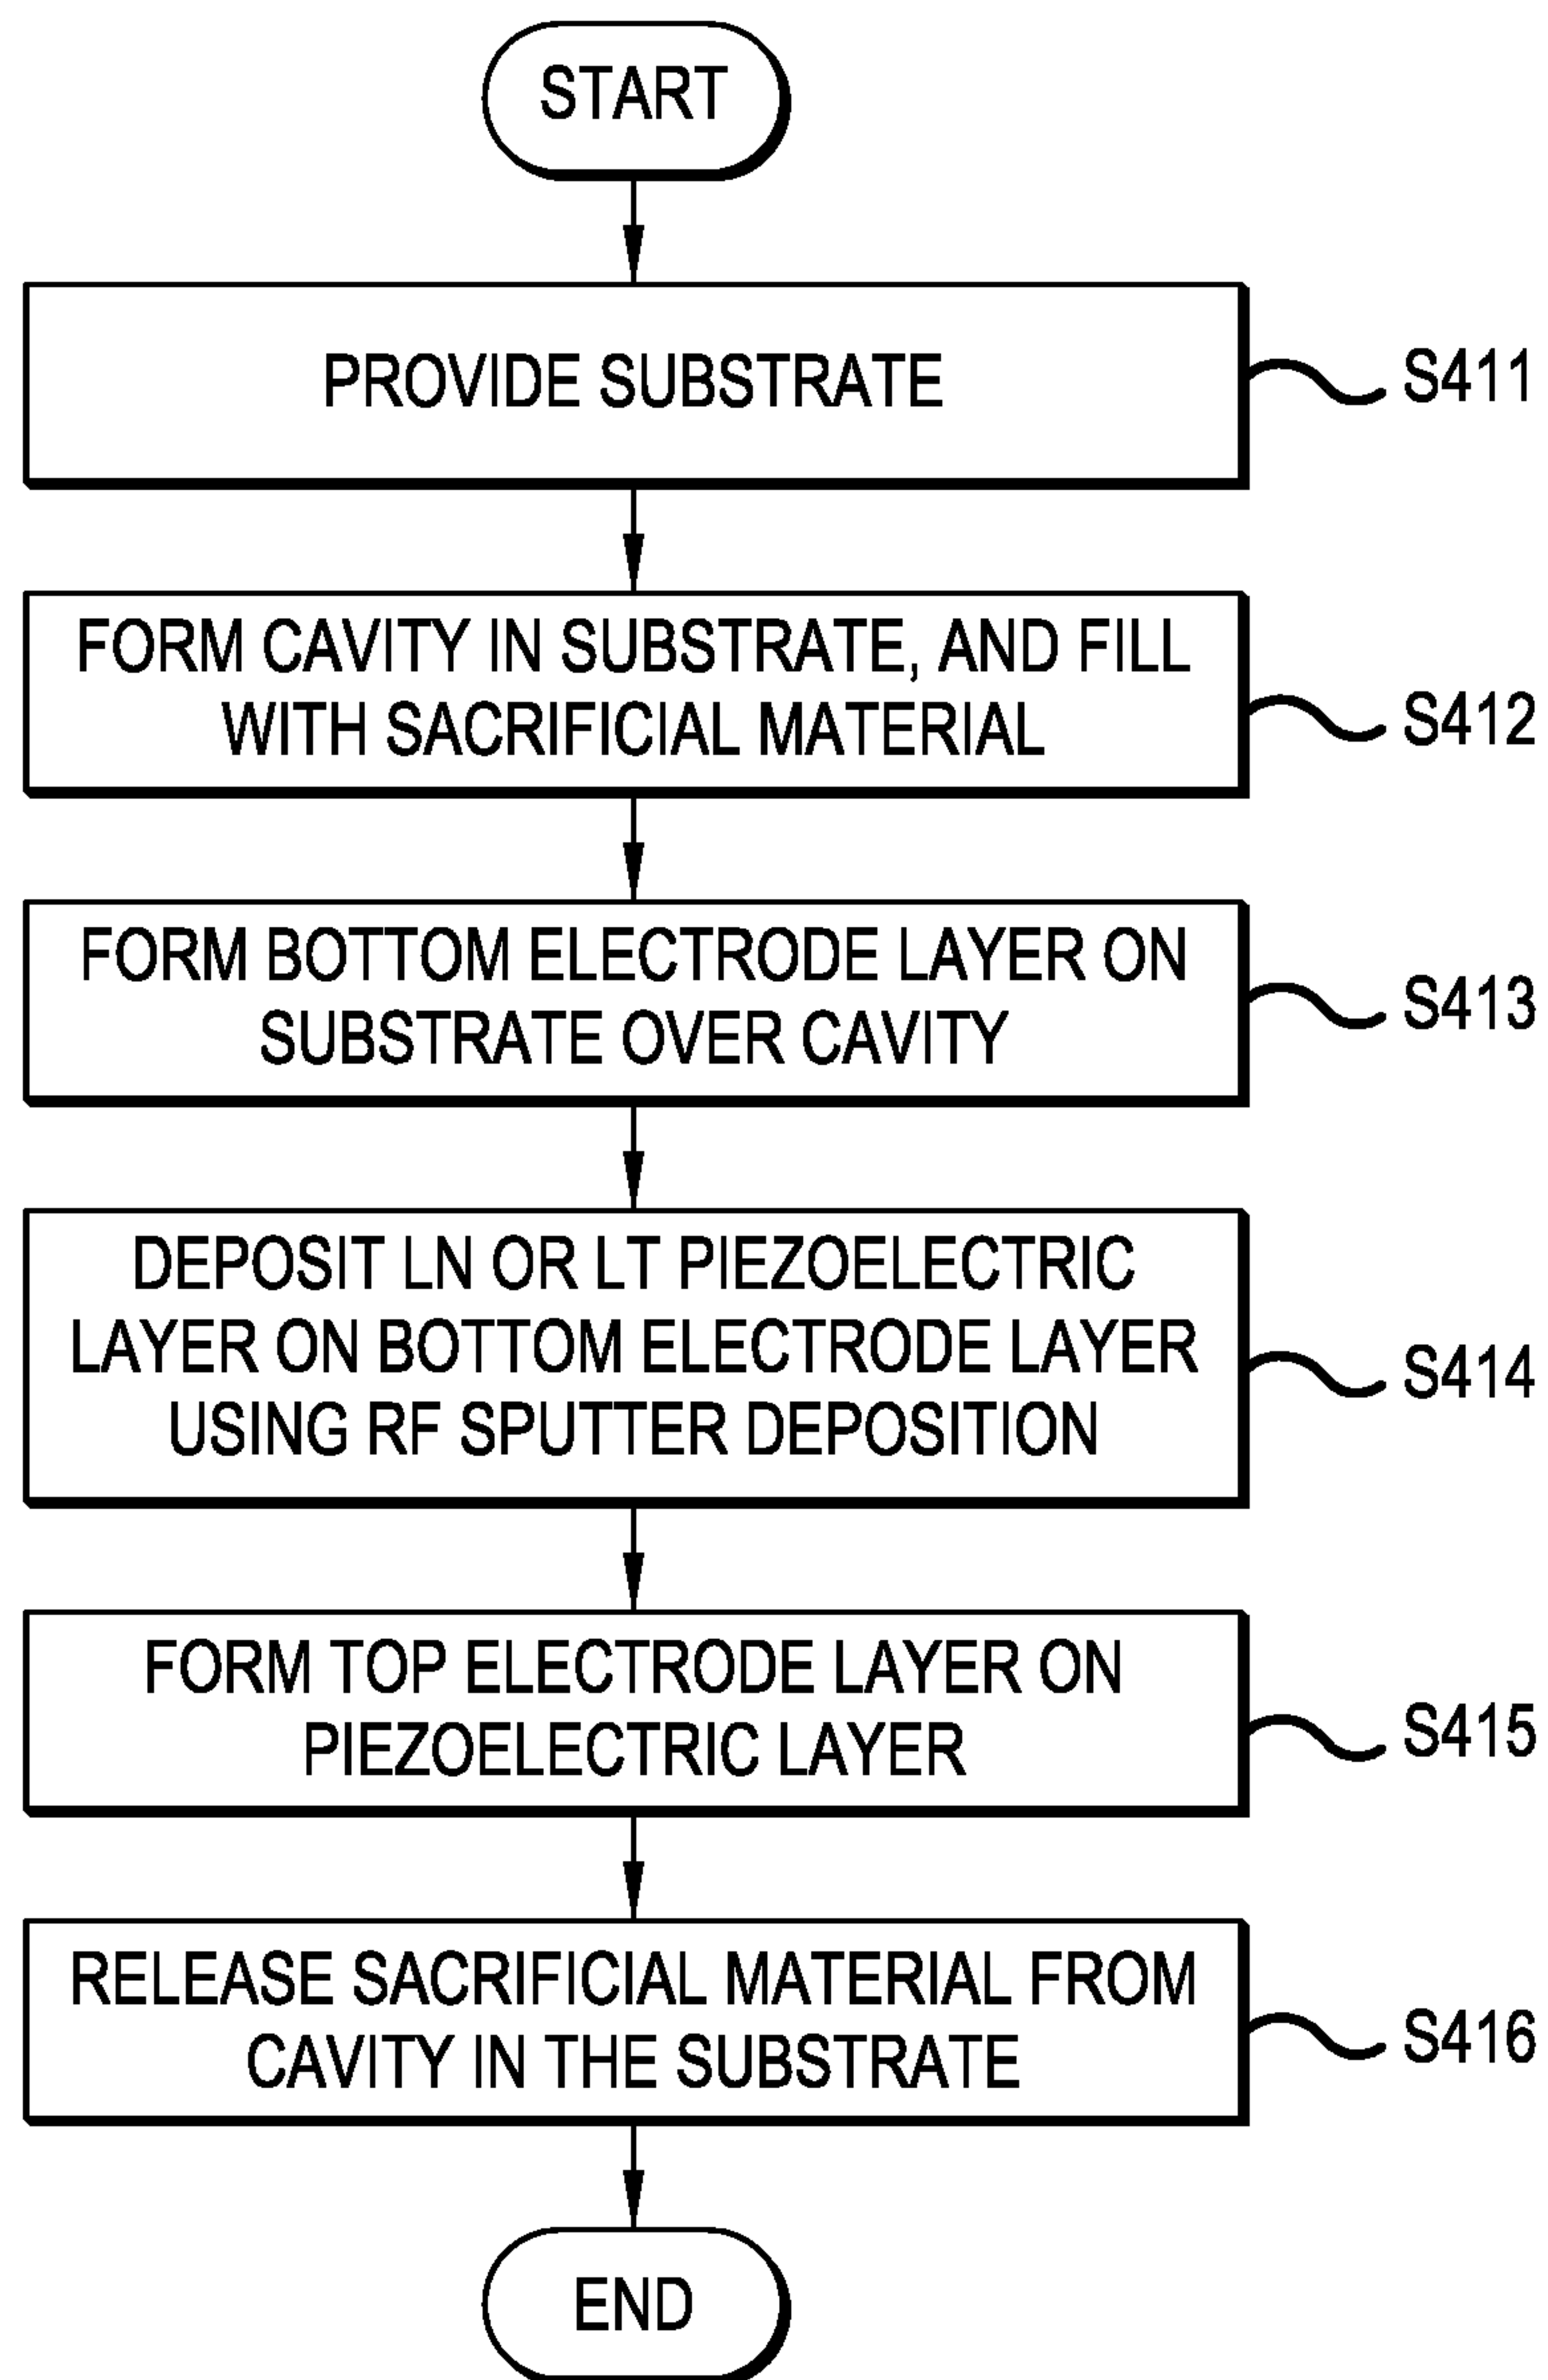 START
PROVIDE SUBSTRATE
S411
FORM CAVITY IN SUBSTRATE, AND FILL
WITH SACRIFICIAL MATERIAL
S412
FORM BOTTOM ELECTRODE LAYER ON
SUBSTRATE OVER CAVITY
S413
DEPOSIT LN OR LT PIEZOELECTRIC
LAYER ON BOTTOM ELECTRODE LAYER
USING RF SPUTTER DEPOSITION
S414
FORM TOP ELECTRODE LAYER ON
PIEZOELECTRIC LAYER
S415
RELEASE SACRIFICIAL MATERIAL FROM
CAVITY IN THE SUBSTRATE
S416
END